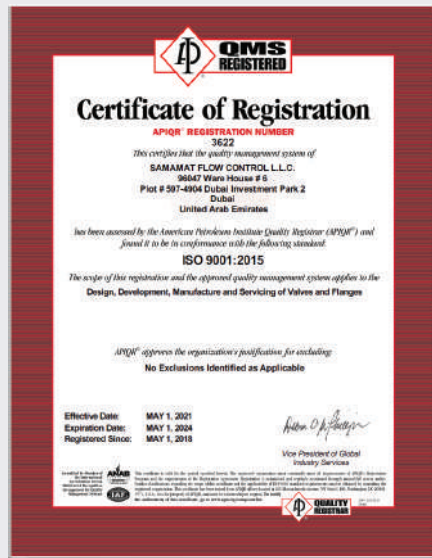 QMS
REGISTERED
Certificate of Registration
APIQR® REGISTRATION NUMBER
3622
This certifies that the quality management system of
SAMAMAT FLOW CONTROL L.L.C.
96047 Ware House # 6
Plot # 597-4904 Dubai Investment Park 2
Dubai
United Arab Emirates
has been assessed by the American Petroleum Institute Quality Registrar (APIQR®) and
found it to be in conformance with the following standard:
ISO 9001:2015
The scope of this registration and the approved quality management system applies to the
Design, Development, Manufacture and Servicing of Valves and Flanges
APIQR® approves the organization's justification for excluding:
No Exclusions Identified as Applicable
Effective Date: MAY 1, 2021
Expiration Date: MAY 1, 2024
Registered Since: MAY 1, 2018
Vice President of Global
Industry Services
ANAB
IAF
QUALITY
REGISTRAR